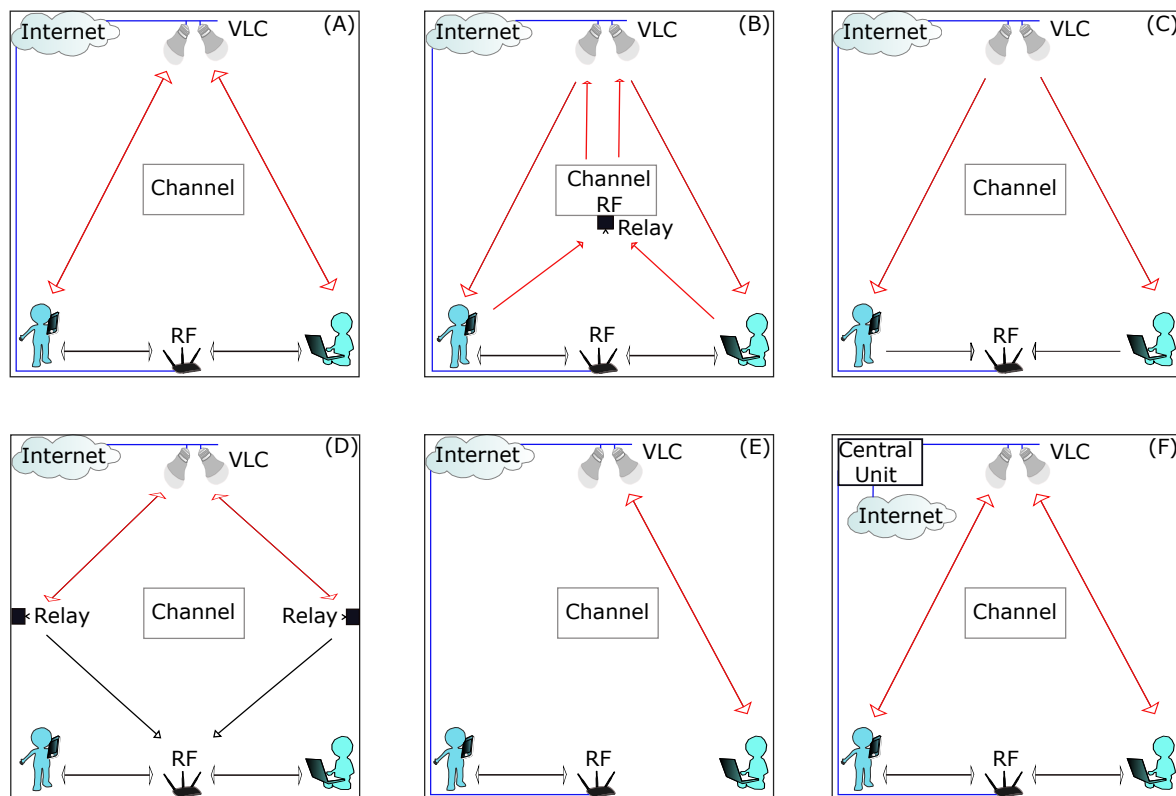 Internet
VLC
(A)
Channel
RF
Internet
VLC
(B)
Channel
RF
Relay
RF
Internet
VLC
(C)
Channel
RF
Internet
VLC
(D)
Relay
Channel
Relay
RF
Internet
VLC
(E)
Channel
RF
Central
Unit
VLC
(F)
Internet
Channel
RF